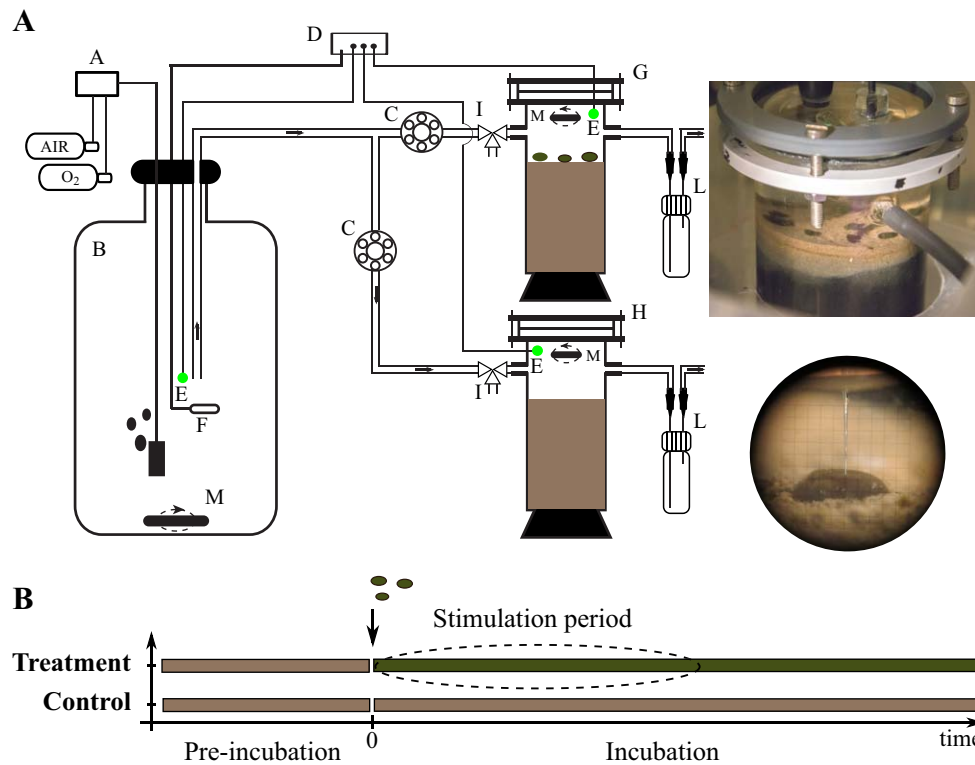 A
D
A
G
C
I
M
E
AIR
O2
L
B
C
H
M
E
E
I
F
L
M
B
Stimulation period
Treatment
Control
0
time
Pre-incubation
Incubation